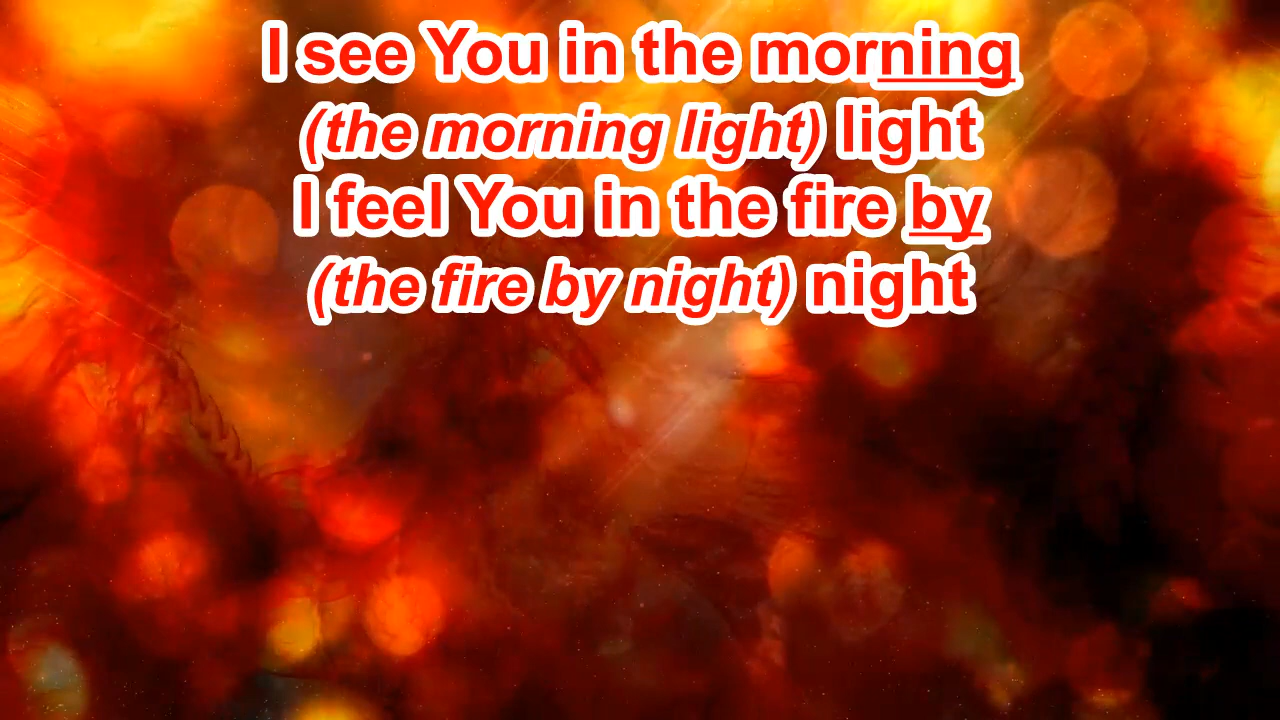 I see You in the morning
(the morning light) light
I feel You in the fire by
(the fire by night) night